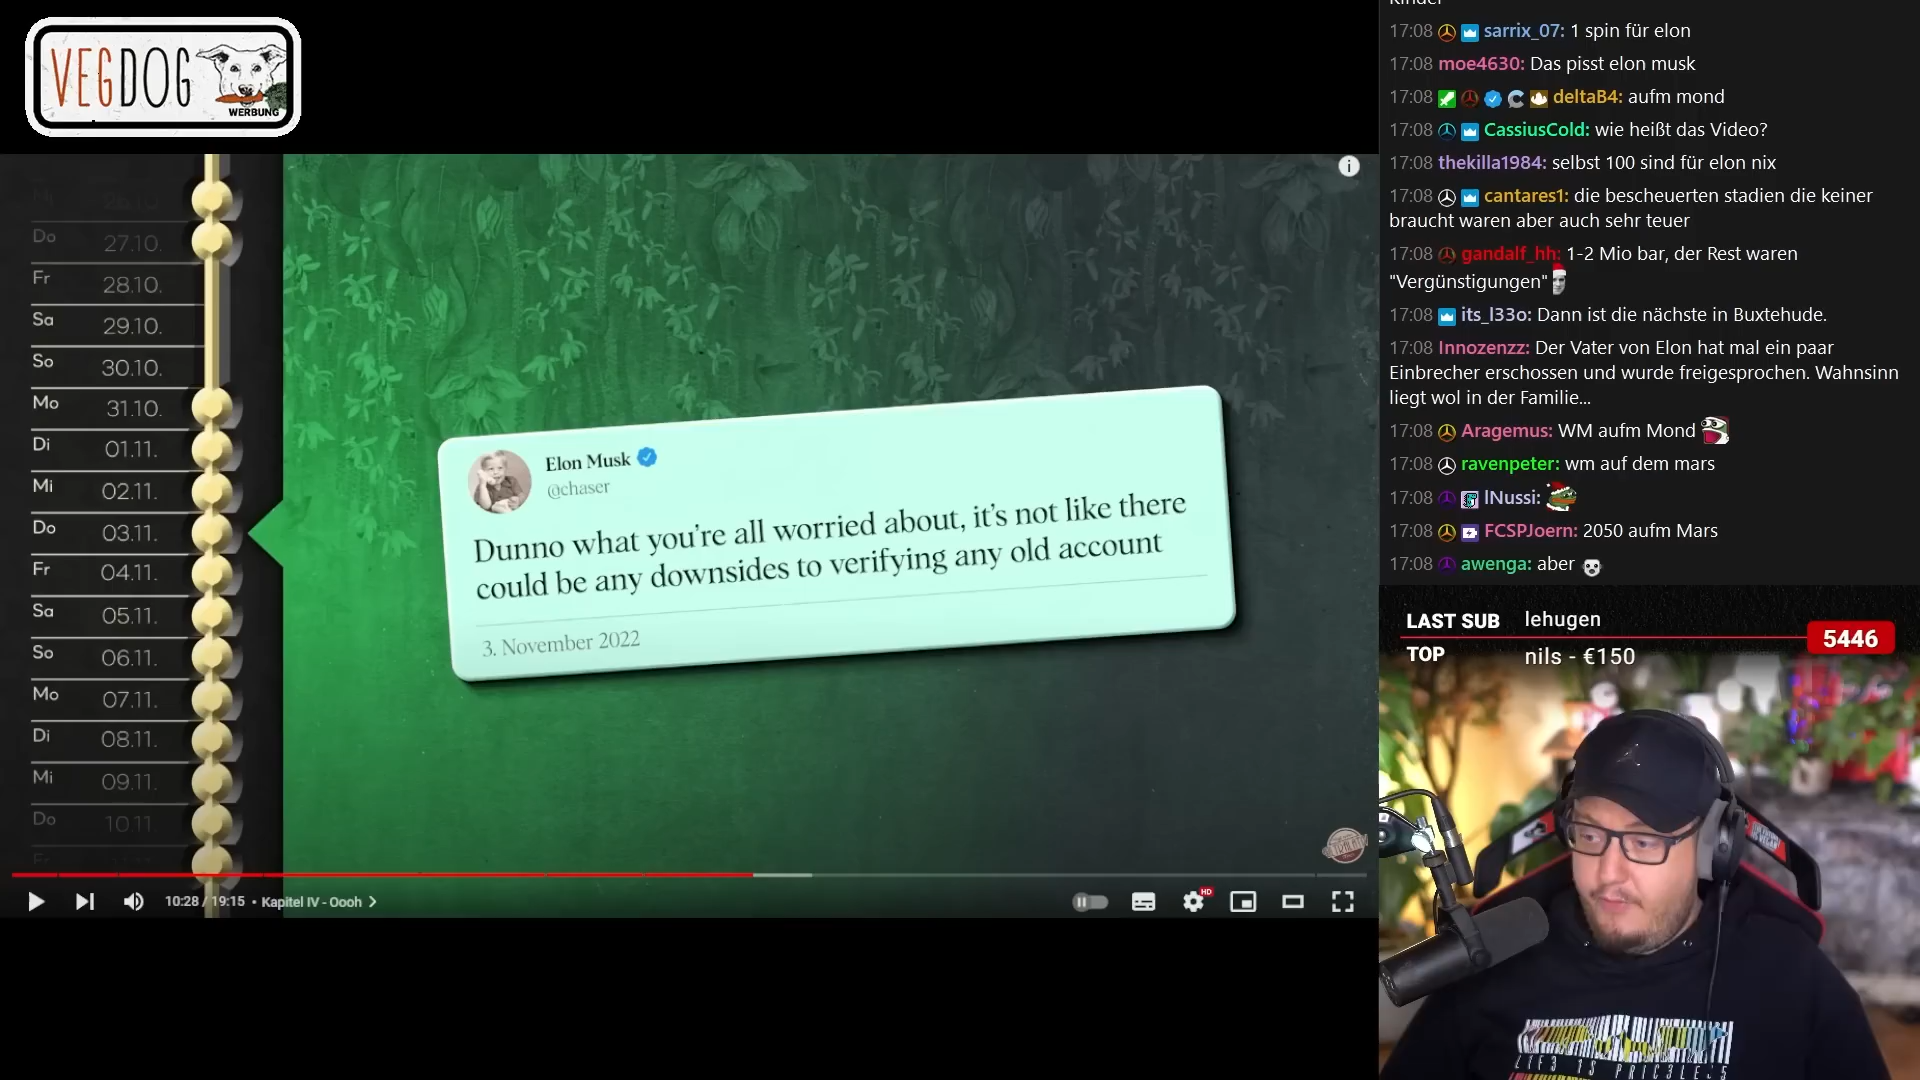 VEGDOG
WERBUNG
Do 27.10.
Fr 28.10.
Sa 29.10.
So 30.10.
Mo 31.10.
Di 01.11.
Mi 02.11.
Do 03.11.
Fr 04.11.
Sa 05.11.
So 06.11.
Mo 07.11.
Di 08.11.
Mi 09.11.
Do 10.11.
Elon Musk
@chaser
Dunno what you're all worried about, it's not like there
could be any downsides to verifying any old account
3. November 2022
10:28 / 19:15 • Kapitel IV - Oooh
HD
17:08 sarrix_07: 1 spin für elon
17:08 moe4630: Das pisst elon musk
17:08 deltaB4: aufm mond
17:08 CassiusCold: wie heißt das Video?
17:08 thekilla1984: selbst 100 sind für elon nix
17:08 cantares1: die bescheuerten stadien die keiner
braucht waren aber auch sehr teuer
17:08 gandalf_hh: 1-2 Mio bar, der Rest waren
"Vergünstigungen"
17:08 its_l33o: Dann ist die nächste in Buxtehude.
17:08 Innozenzz: Der Vater von Elon hat mal ein paar
Einbrecher erschossen und wurde freigesprochen. Wahnsinn
liegt wol in der Familie...
17:08 Aragemus: WM aufm Mond
17:08 ravenpeter: wm auf dem mars
17:08 lNussi:
17:08 FCSPJoern: 2050 aufm Mars
17:08 awenga: aber
LAST SUB lehugen
5446
TOP nils - €150
LIF3 1S PRIC3LE5